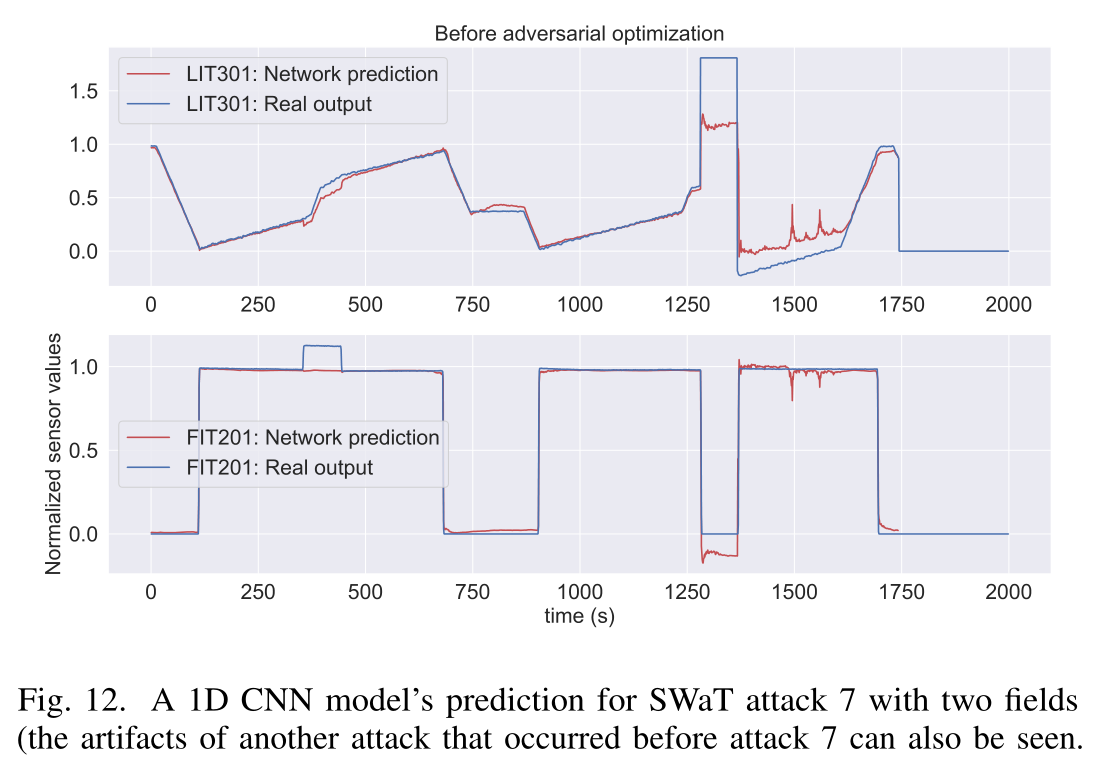 Before adversarial optimization
LIT301: Network prediction
LIT301: Real output
1.5
1.0
0.5
0.0
0 250 500 750 1000 1250 1500 1750 2000
Normalized sensor values
1.0
0.5
0.0
FIT201: Network prediction
FIT201: Real output
0 250 500 750 1000 1250 1500 1750 2000
time (s)
Fig. 12. A 1D CNN model's prediction for SWaT attack 7 with two fields
(the artifacts of another attack that occurred before attack 7 can also be seen.